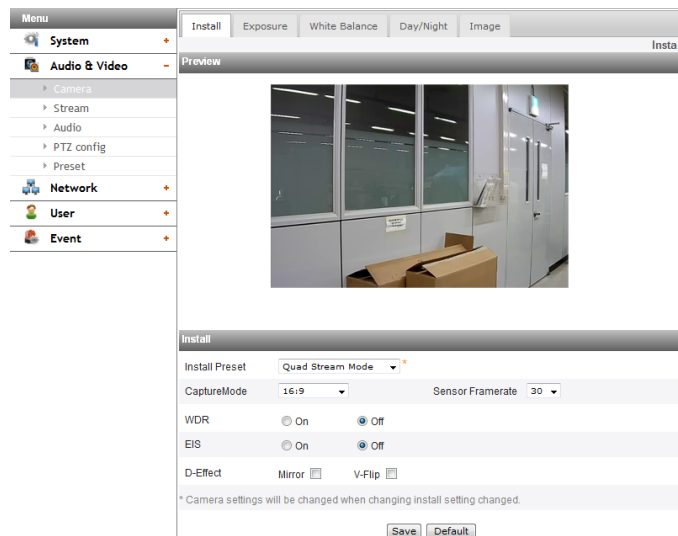 Menu
System +
Audio & Video -
Camera
Stream
Audio
PTZ config
Preset
Network +
User +
Event +
Install Exposure White Balance Day/Night Image
Insta
Preview
Install
Install Preset Quad Stream Mode *
CaptureMode 16:9 Sensor Framerate 30
WDR On Off
EIS On Off
D-Effect Mirror V-Flip
* Camera settings will be changed when changing install setting changed.
Save Default